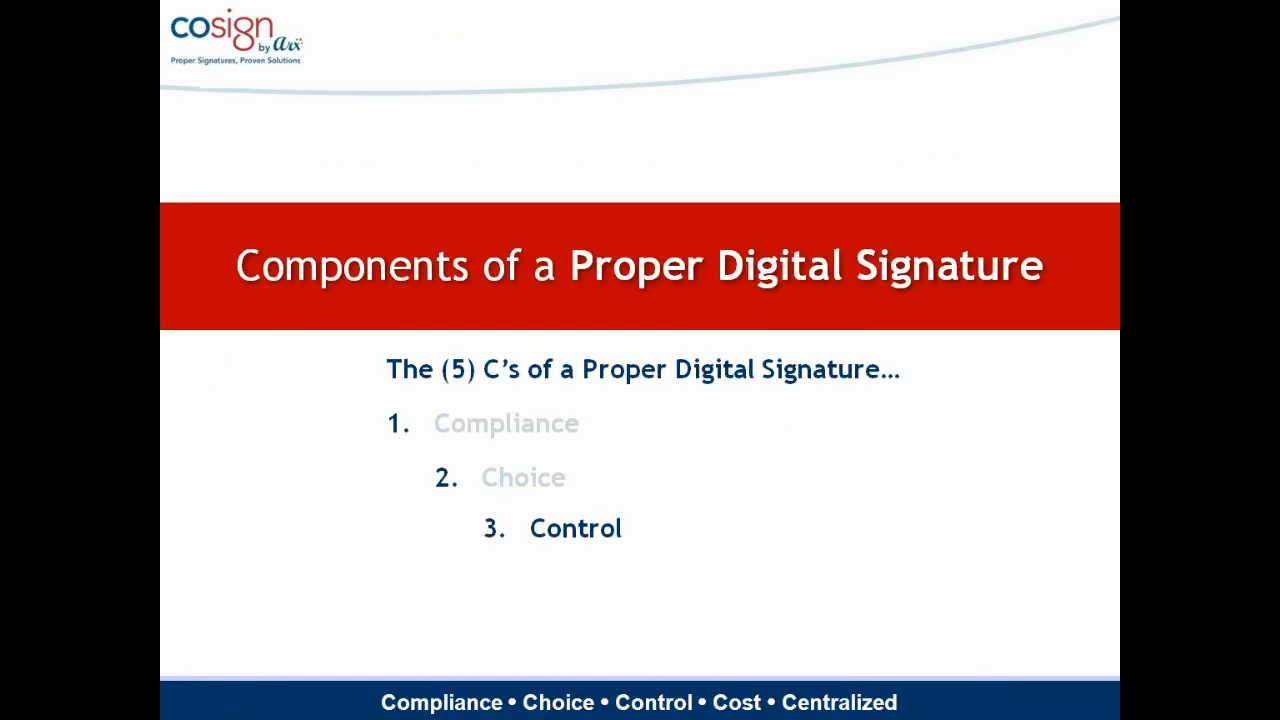 cosign
by arx
Proper Signatures, Proven Solutions
Components of a Proper Digital Signature
The (5) C’s of a Proper Digital Signature…
1. Compliance
2. Choice
3. Control
Compliance • Choice • Control • Cost • Centralized